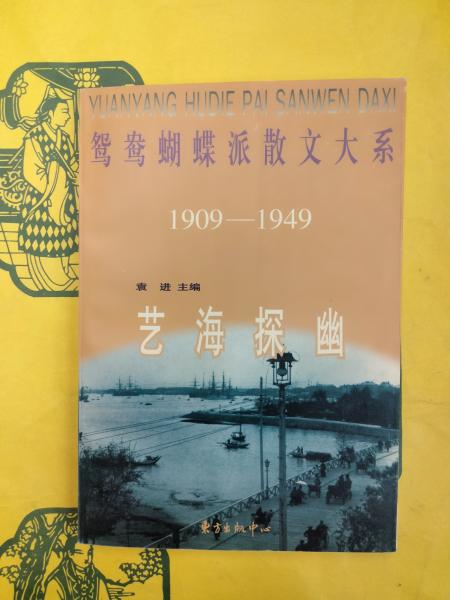 YUANYANG HUDIE PAI SANWEN DAXI
鸳鸯蝴蝶派散文大系
1909—1949
袁进 主编
艺海探幽
东方出版中心